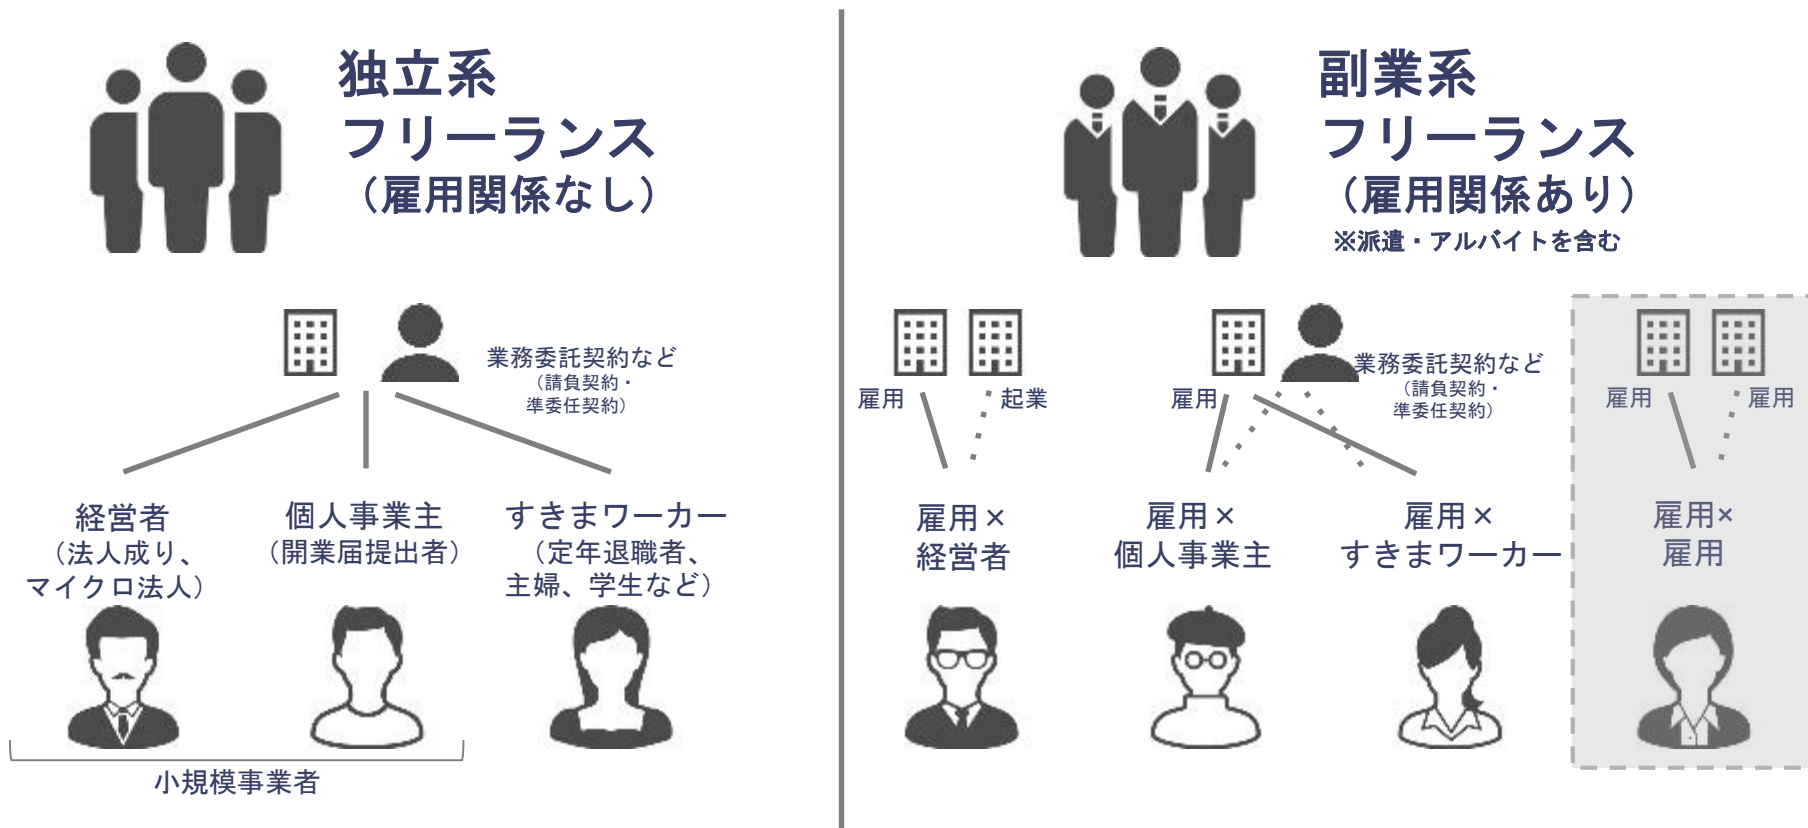 独立系
フリーランス
（雇用関係なし）
業務委託契約など
（請負契約・
準委任契約）
経営者
（法人成り、
マイクロ法人）
個人事業主
（開業届提出者）
すきまワーカー
（定年退職者、
主婦、学生など）
小規模事業者
副業系
フリーランス
（雇用関係あり）
※派遣・アルバイトを含む
雇用
起業
雇用
業務委託契約など
（請負契約・
準委任契約）
雇用
雇用
雇用×
経営者
雇用×
個人事業主
雇用×
すきまワーカー
雇用×
雇用